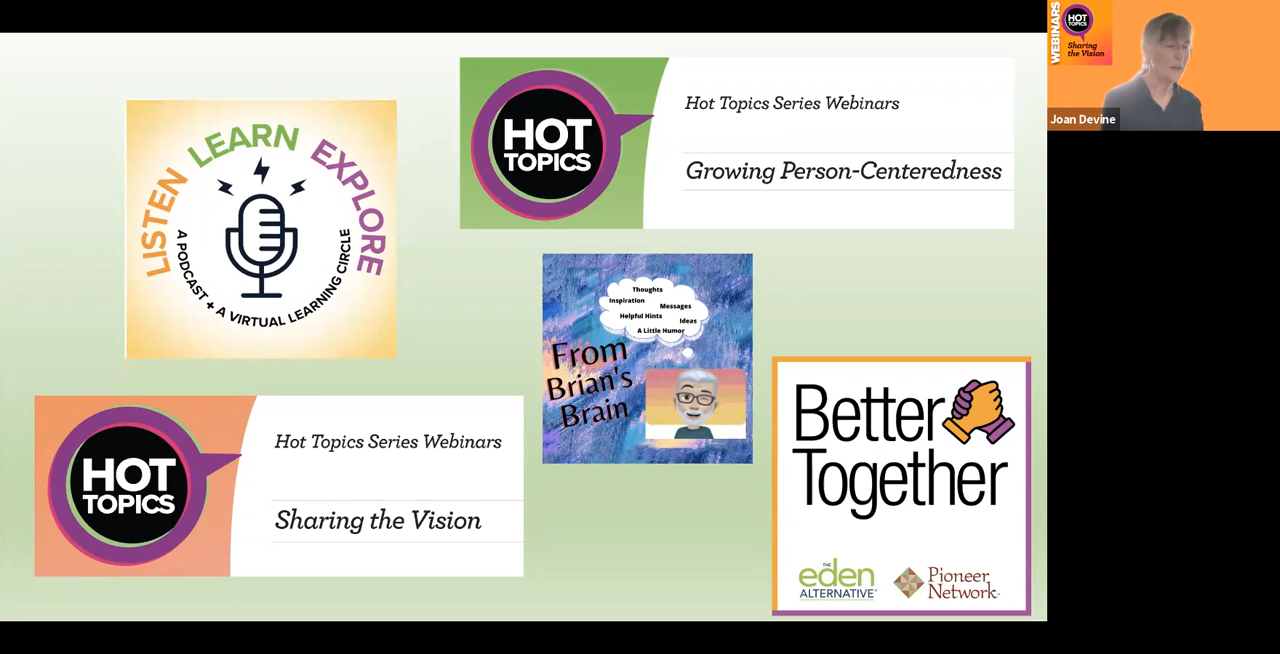 LISTEN LEARN EXPLORE
A PODCAST + A VIRTUAL LEARNING CIRCLE
HOT
TOPICS
Hot Topics Series Webinars
Growing Person-Centeredness
Thoughts
Inspiration
Messages
Helpful Hints
Ideas
A Little Humor
From
Brian's
Brain
HOT
TOPICS
Hot Topics Series Webinars
Sharing the Vision
Better
Together
THE
eden
ALTERNATIVE
Pioneer
Network
WEBINARS
HOT
TOPICS
Sharing
the Vision
Joan Devine